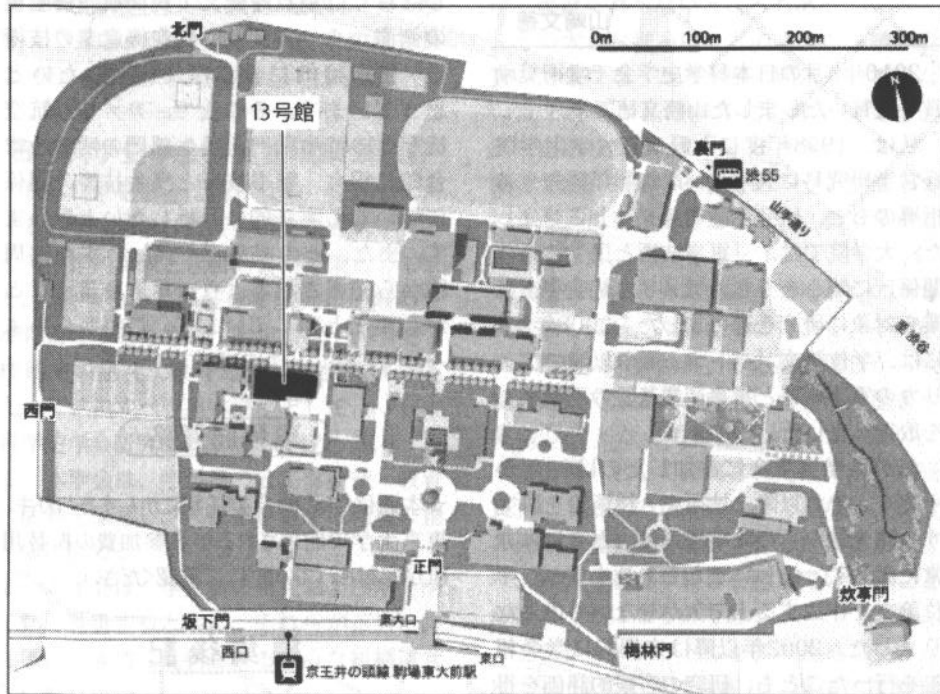 北門
0m 100m 200m 300m
N
13号館
裏門
渋55
山手通り
西門
正門
炊事門
坂下門
東大口
西口
東口
梅林門
京王井の頭線 駒場東大前駅